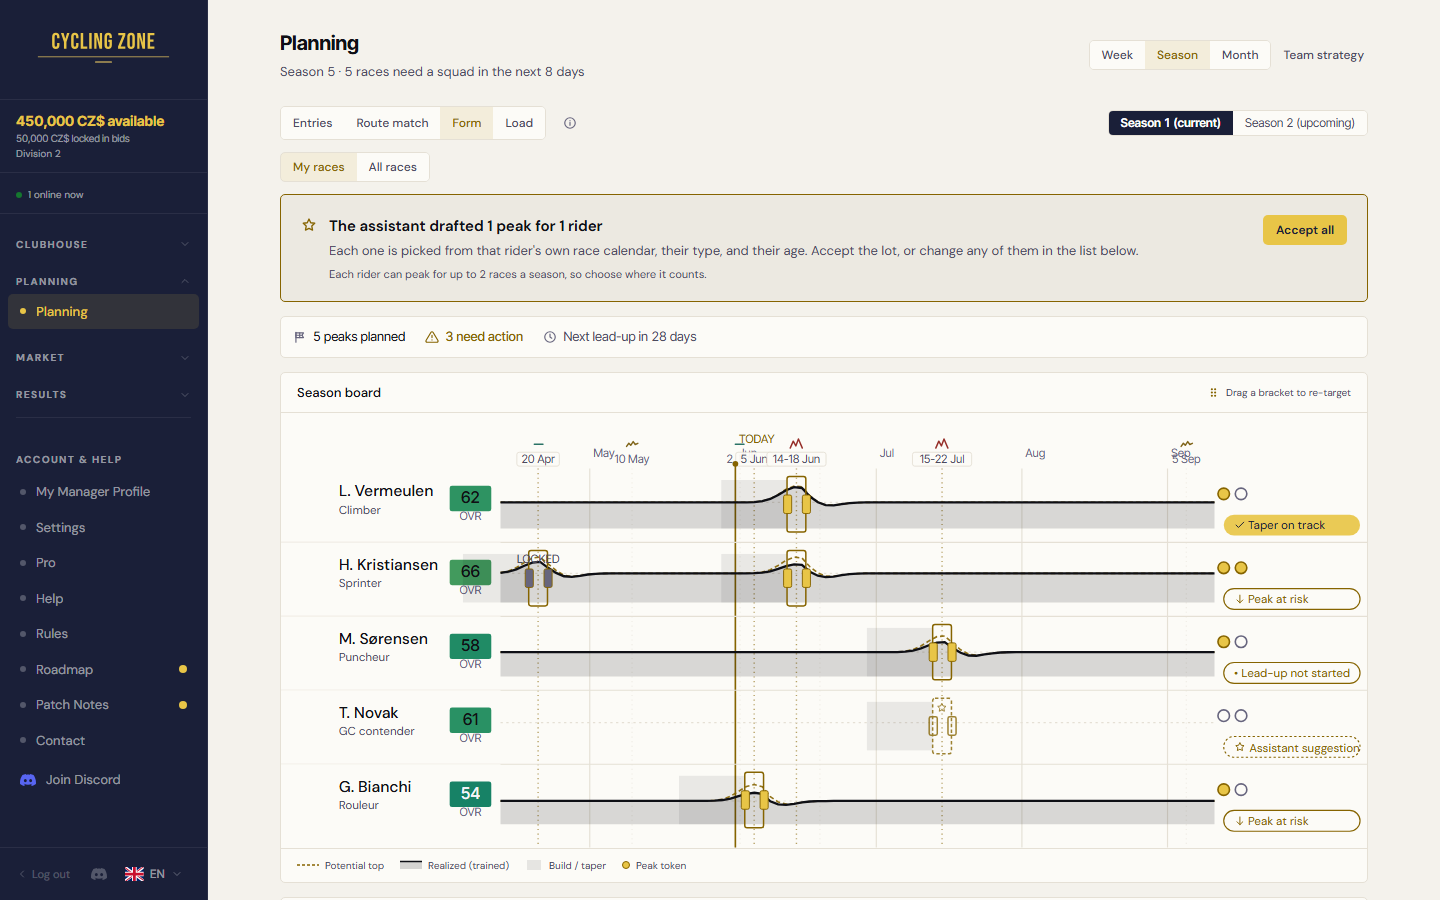 CYCLING ZONE
450,000 CZ$ available
50,000 CZ$ locked in bids
Division 2
1 online now
CLUBHOUSE
PLANNING
Planning
MARKET
RESULTS
ACCOUNT & HELP
My Manager Profile
Settings
Pro
Help
Rules
Roadmap
Patch Notes
Contact
Join Discord
Log out
EN
Planning
Season 5 · 5 races need a squad in the next 8 days
Week Season Month Team strategy
Entries Route match Form Load
Season 1 (current) Season 2 (upcoming)
My races All races
The assistant drafted 1 peak for 1 rider
Each one is picked from that rider's own race calendar, their type, and their age. Accept the lot, or change any of them in the list below.
Each rider can peak for up to 2 races a season, so choose where it counts.
Accept all
5 peaks planned 3 need action Next lead-up in 28 days
Season board
Drag a bracket to re-target
TODAY
May Jul Aug Sep
20 Apr 10 May 5 Jun 14-18 Jun 15-22 Jul 5 Sep
L. Vermeulen
Climber
62
OVR
Taper on track
H. Kristiansen
Sprinter
66
OVR
LOCKED
Peak at risk
M. Sørensen
Puncheur
58
OVR
Lead-up not started
T. Novak
GC contender
61
OVR
Assistant suggestion
G. Bianchi
Rouleur
54
OVR
Peak at risk
Potential top Realized (trained) Build / taper Peak token